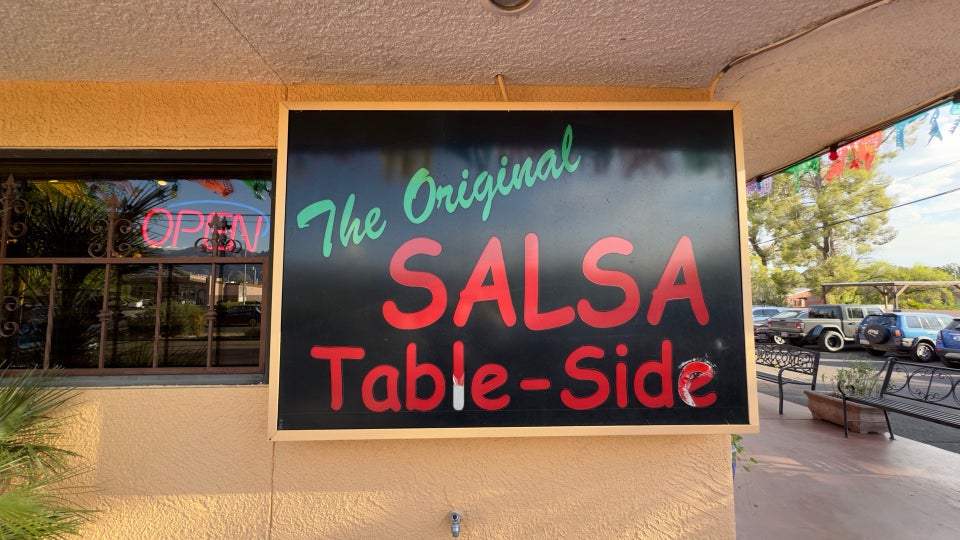 The Original
SALSA
Table-Side
OPEN